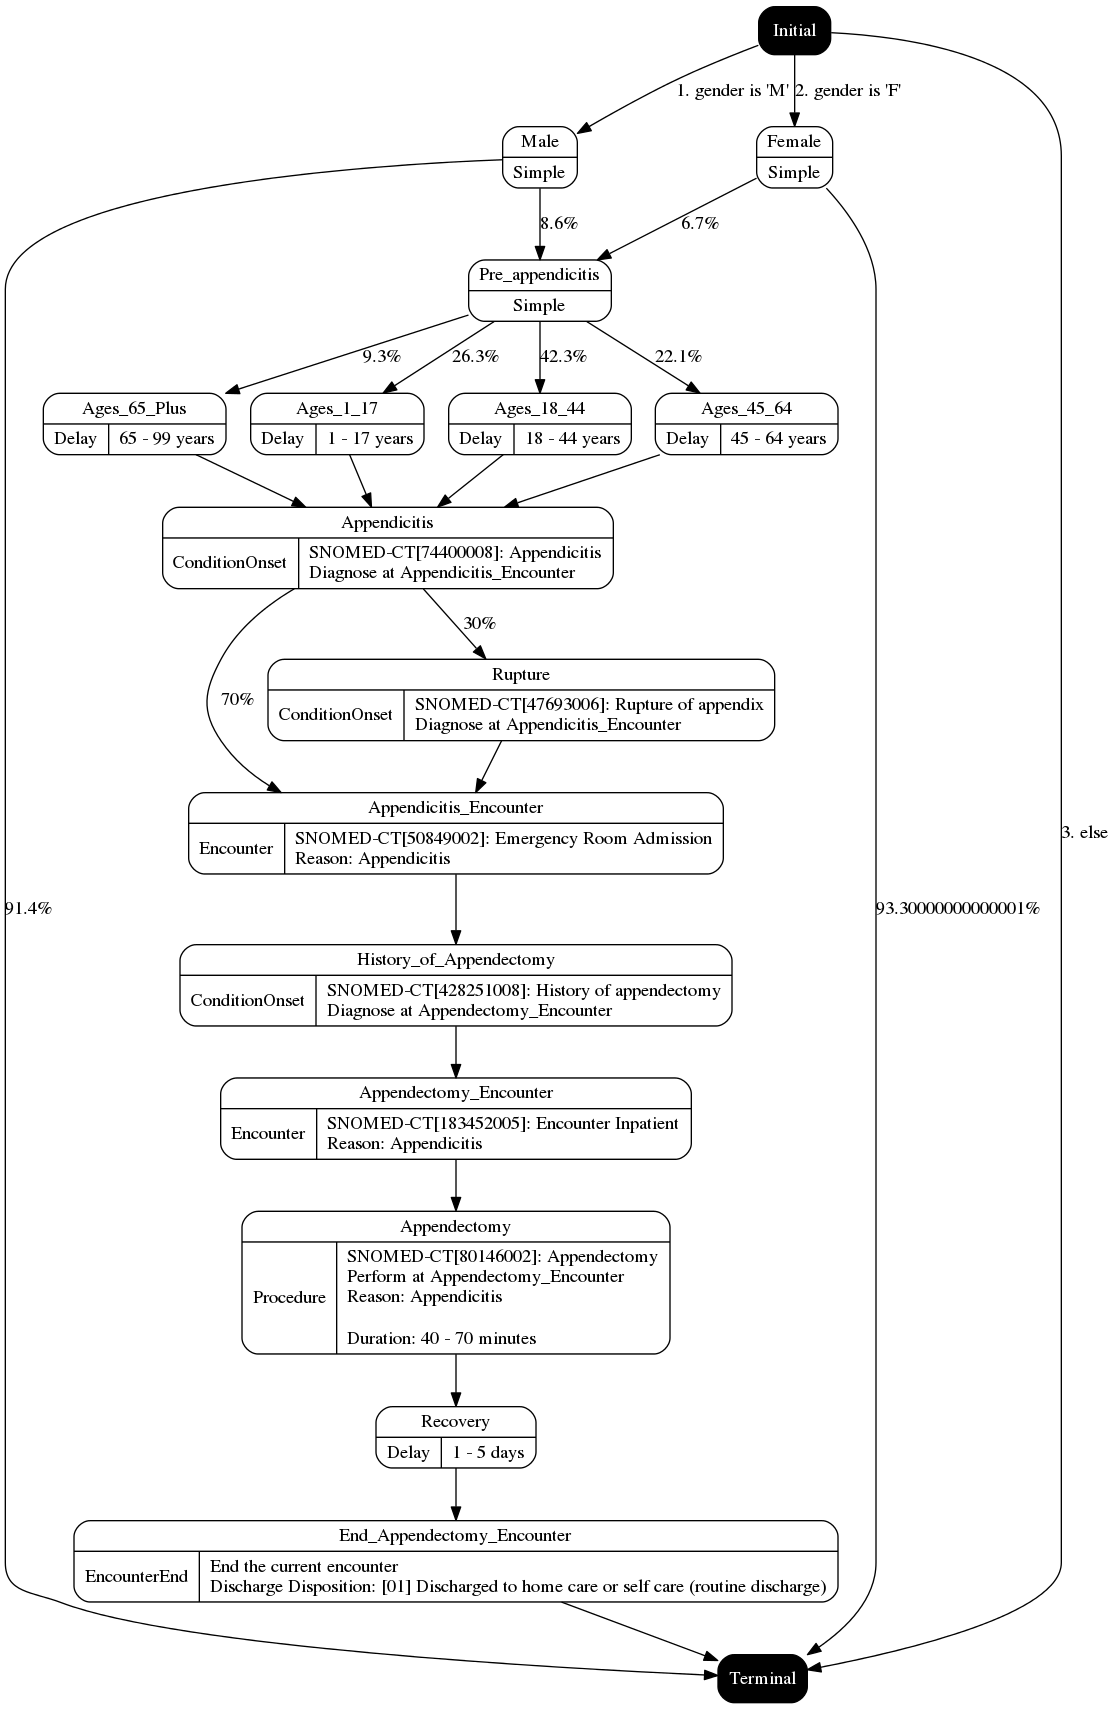 Initial
1. gender is 'M'
2. gender is 'F'
Male
Simple
Female
Simple
8.6%
6.7%
Pre_appendicitis
Simple
9.3%
26.3%
42.3%
22.1%
Ages_65_Plus
Delay
65 - 99 years
Ages_1_17
Delay
1 - 17 years
Ages_18_44
Delay
18 - 44 years
Ages_45_64
Delay
45 - 64 years
Appendicitis
ConditionOnset
SNOMED-CT[74400008]: Appendicitis
Diagnose at Appendicitis_Encounter
30%
70%
Rupture
ConditionOnset
SNOMED-CT[47693006]: Rupture of appendix
Diagnose at Appendicitis_Encounter
Appendicitis_Encounter
Encounter
SNOMED-CT[50849002]: Emergency Room Admission
Reason: Appendicitis
3. else
91.4%
93.30000000000001%
History_of_Appendectomy
ConditionOnset
SNOMED-CT[428251008]: History of appendectomy
Diagnose at Appendectomy_Encounter
Appendectomy_Encounter
Encounter
SNOMED-CT[183452005]: Encounter Inpatient
Reason: Appendicitis
Appendectomy
Procedure
SNOMED-CT[80146002]: Appendectomy
Perform at Appendectomy_Encounter
Reason: Appendicitis
Duration: 40 - 70 minutes
Recovery
Delay
1 - 5 days
End_Appendectomy_Encounter
EncounterEnd
End the current encounter
Discharge Disposition: [01] Discharged to home care or self care (routine discharge)
Terminal